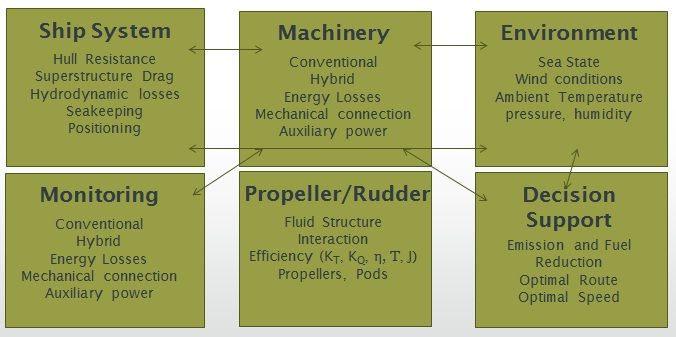 Ship System
Hull Resistance
Superstructure Drag
Hydrodynamic losses
Seakeeping
Positioning
Machinery
Conventional
Hybrid
Energy Losses
Mechanical connection
Auxiliary power
Environment
Sea State
Wind conditions
Ambient Temperature
pressure, humidity
Monitoring
Conventional
Hybrid
Energy Losses
Mechanical connection
Auxiliary power
Propeller/Rudder
Fluid Structure
Interaction
Efficiency (KT, KQ, η, T, J)
Propellers, Pods
Decision
Support
Emission and Fuel
Reduction
Optimal Route
Optimal Speed